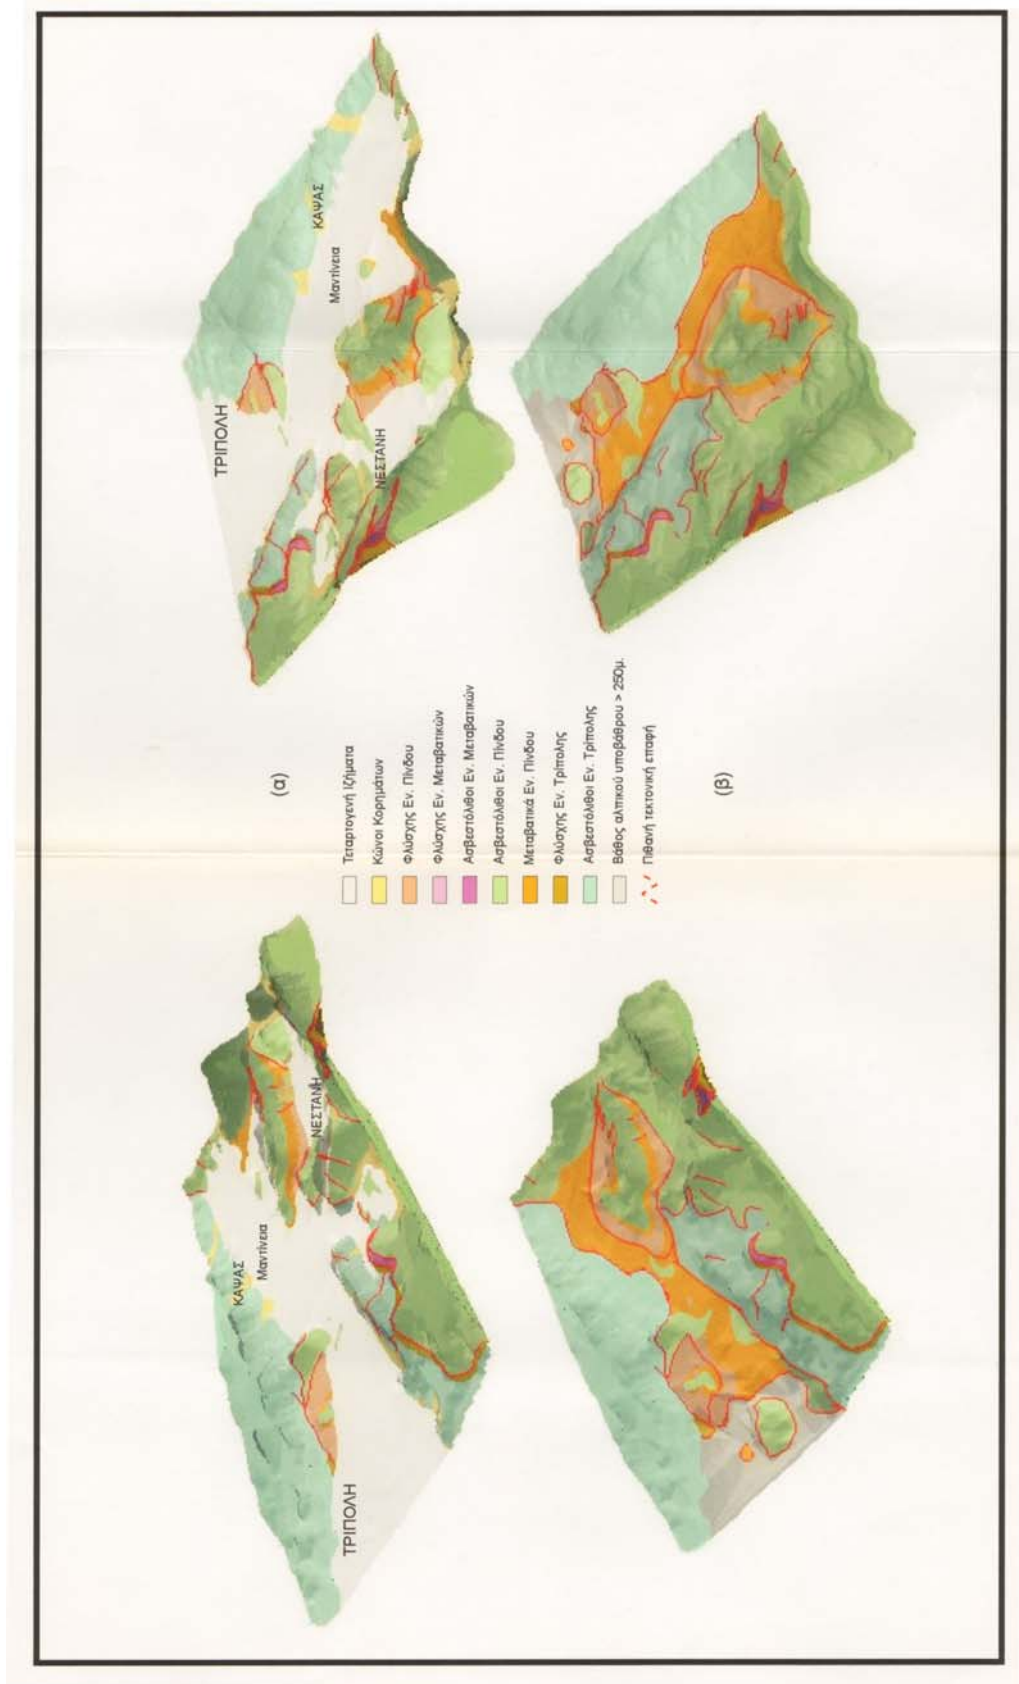 ΤΡΙΠΟΛΗ
ΚΑΨΑΣ
Μαντίνεια
ΝΕΣΤΑΝΗ
ΤΡΙΠΟΛΗ
ΚΑΨΑΣ
Μαντίνεια
ΝΕΣΤΑΝΗ
(α)
Τεταρτογενή Ιζήματα
Κώνοι Κορημάτων
Φλύσχης Εν. Πίνδου
Φλύσχης Εν. Μεταβατικών
Ασβεστόλιθοι Εν. Μεταβατικών
Ασβεστόλιθοι Εν. Πίνδου
Μεταβατικά Εν. Πίνδου
Φλύσχης Εν. Τρίπολης
Ασβεστόλιθοι Εν. Τρίπολης
Βάθος αλπικού υποβάθρου > 250μ.
Πιθανή τεκτονική επαφή
(β)